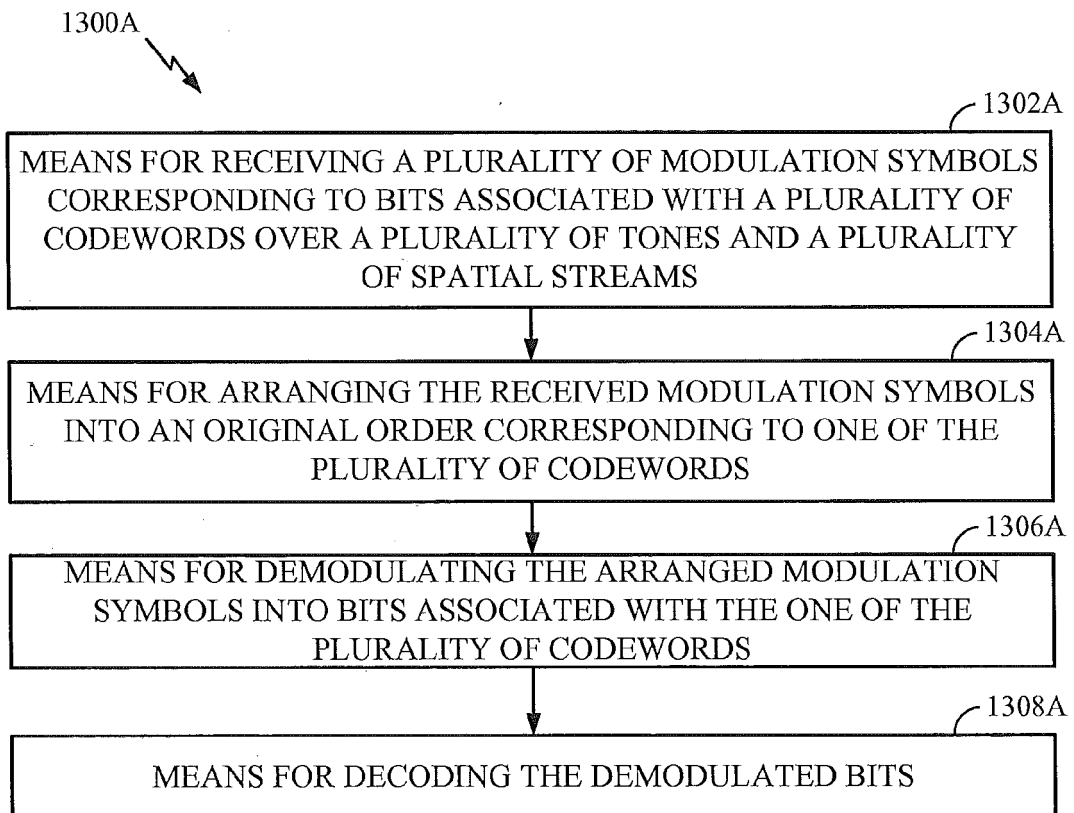 1300A
1302A
MEANS FOR RECEIVING A PLURALITY OF MODULATION SYMBOLS
CORRESPONDING TO BITS ASSOCIATED WITH A PLURALITY OF
CODEWORDS OVER A PLURALITY OF TONES AND A PLURALITY
OF SPATIAL STREAMS
1304A
MEANS FOR ARRANGING THE RECEIVED MODULATION SYMBOLS
INTO AN ORIGINAL ORDER CORRESPONDING TO ONE OF THE
PLURALITY OF CODEWORDS
1306A
MEANS FOR DEMODULATING THE ARRANGED MODULATION
SYMBOLS INTO BITS ASSOCIATED WITH THE ONE OF THE
PLURALITY OF CODEWORDS
1308A
MEANS FOR DECODING THE DEMODULATED BITS